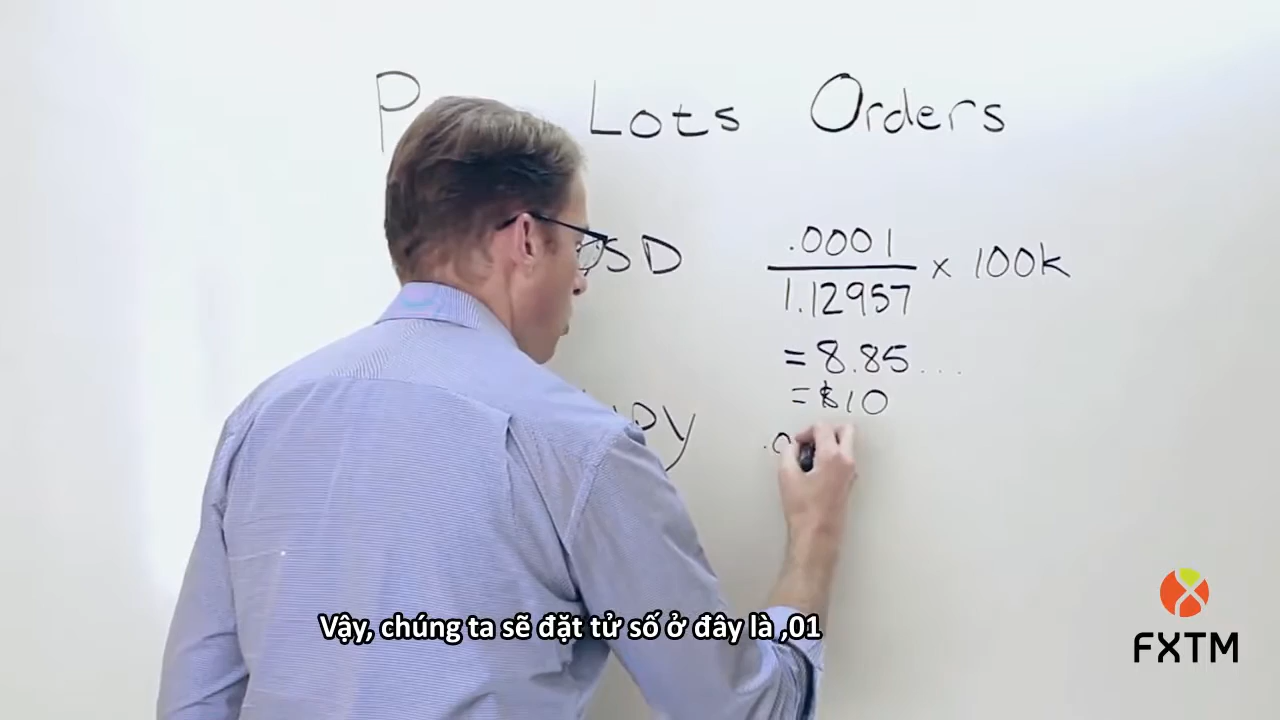 Lots Orders
.0001
1.12957
x 100k
= 8.85...
= $10
Vậy, chúng ta sẽ đặt tử số ở đây là ,01
FXTM